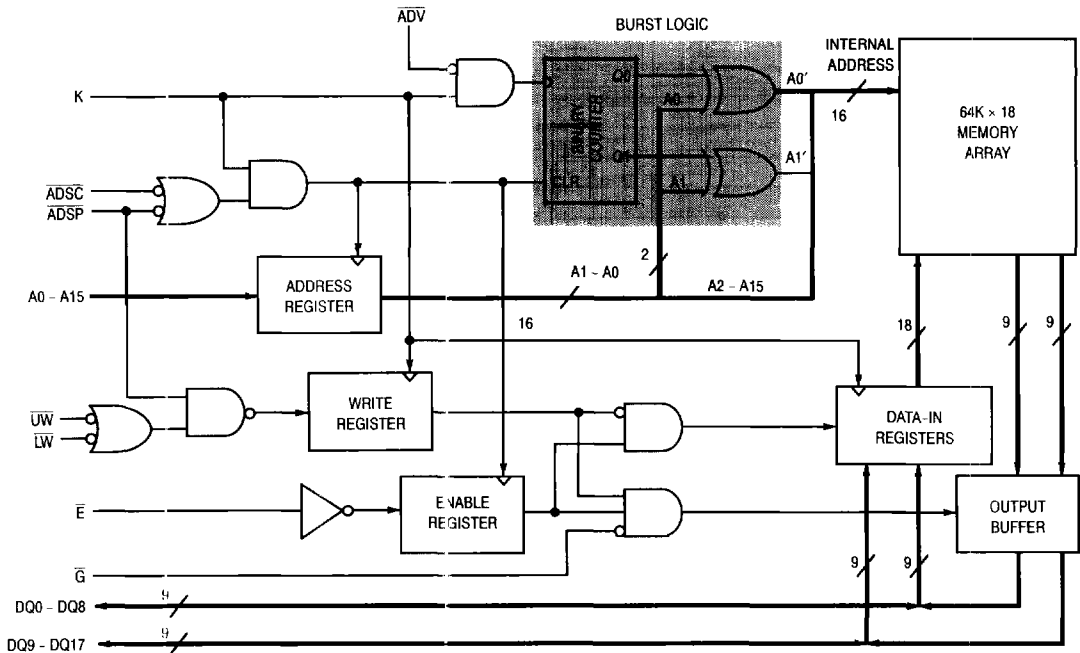 ADV
BURST LOGIC
K
BINARY
COUNTER
Q0
Q1
CLR
A0
A1
A0'
A1'
INTERNAL
ADDRESS
16
64K × 18
MEMORY
ARRAY
ADSC
ADSP
A0 – A15
ADDRESS
REGISTER
16
A1 – A0
2
A2 – A15
18
9
9
UW
LW
WRITE
REGISTER
DATA-IN
REGISTERS
E
ENABLE
REGISTER
OUTPUT
BUFFER
G
9
9
DQ0 – DQ8
9
DQ9 – DQ17
9